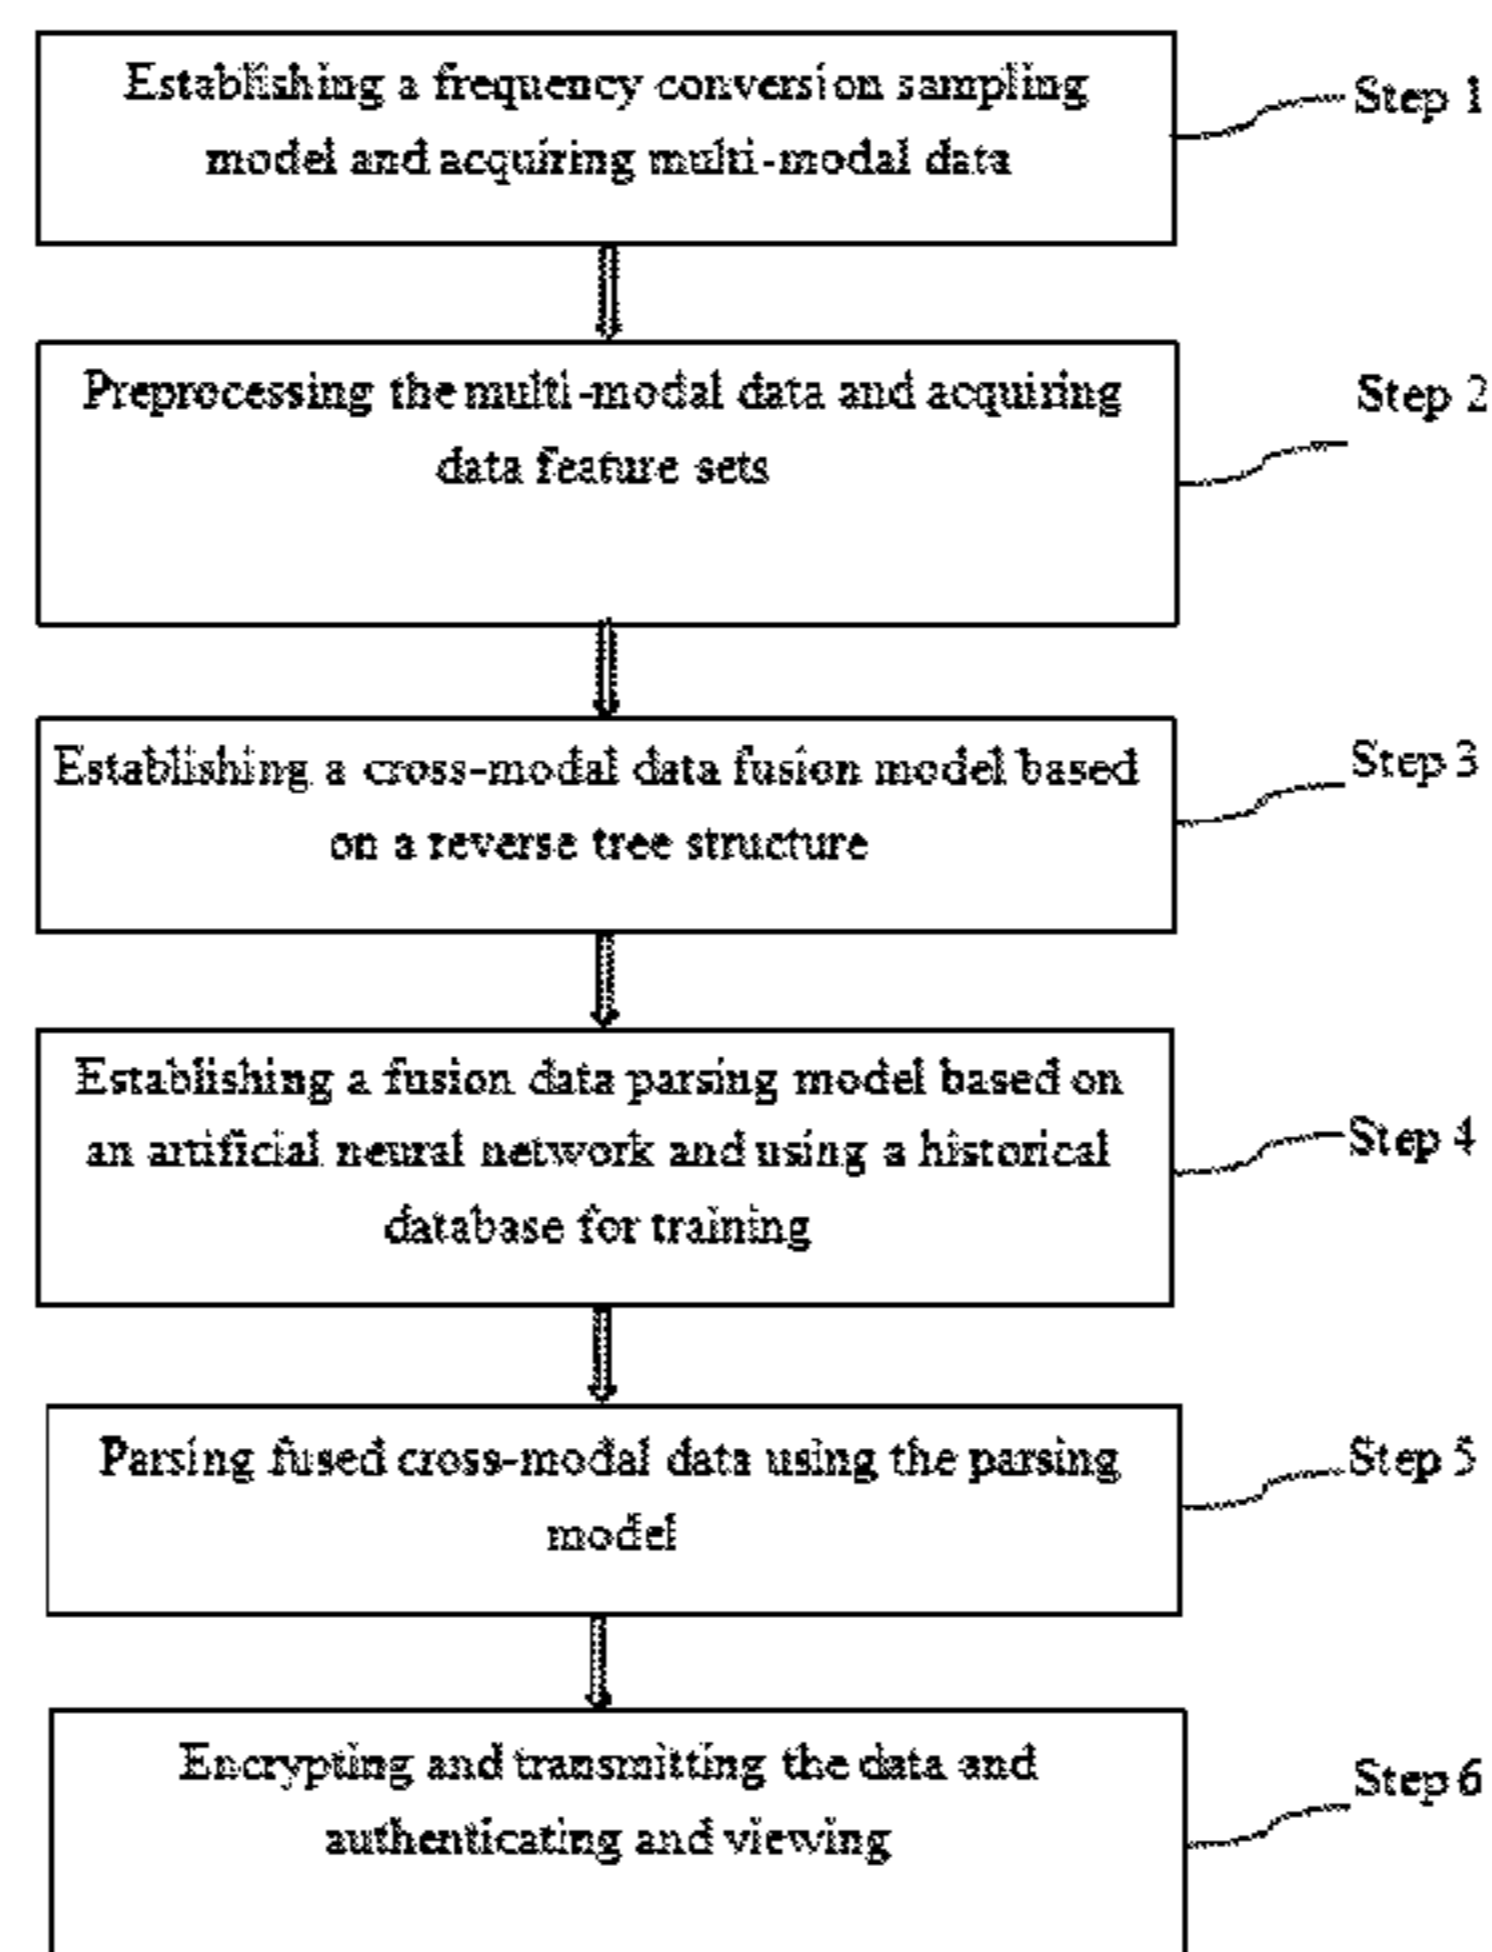 Establishing a frequency conversion sampling
model and acquiring multi-modal data
Step 1
Preprocessing the multi-modal data and acquiring
data feature sets
Step 2
Establishing a cross-modal data fusion model based
on a reverse tree structure
Step 3
Establishing a fusion data parsing model based on
an artificial neural network and using a historical
database for training
Step 4
Parsing fused cross-modal data using the parsing
model
Step 5
Encrypting and transmitting the data and
authenticating and viewing
Step 6